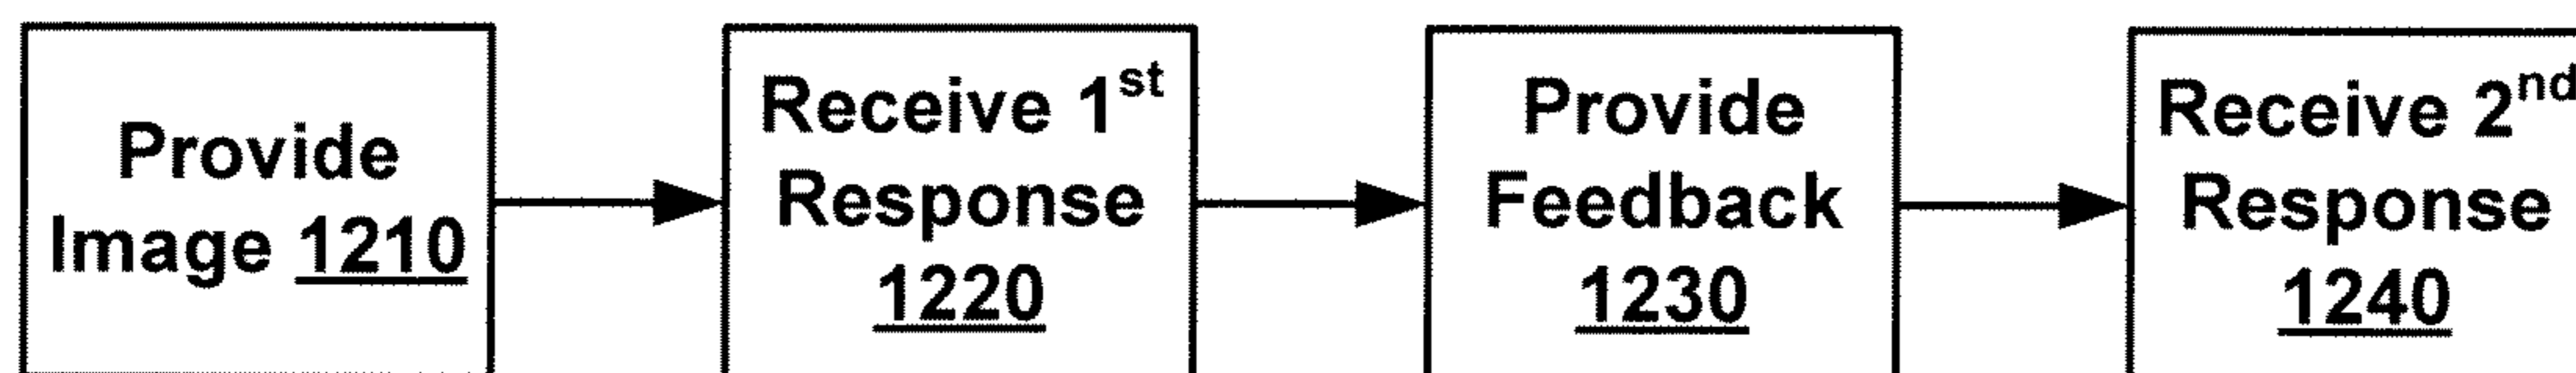 Provide
Image 1210
Receive 1st
Response
1220
Provide
Feedback
1230
Receive 2nd
Response
1240